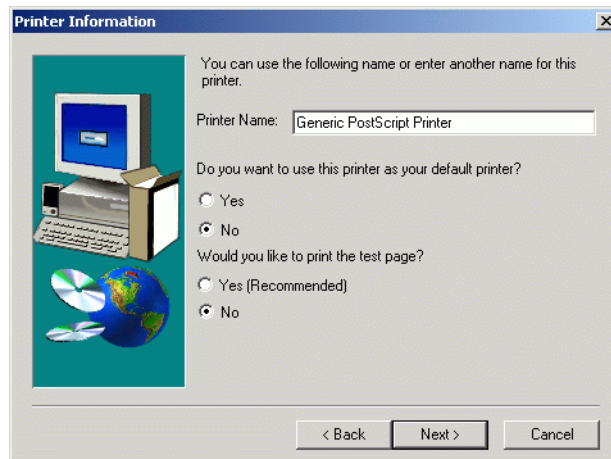 Printer Information
You can use the following name or enter another name for this
printer.
Printer Name: Generic PostScript Printer
Do you want to use this printer as your default printer?
Yes
No
Would you like to print the test page?
Yes (Recommended)
No
< Back Next > Cancel